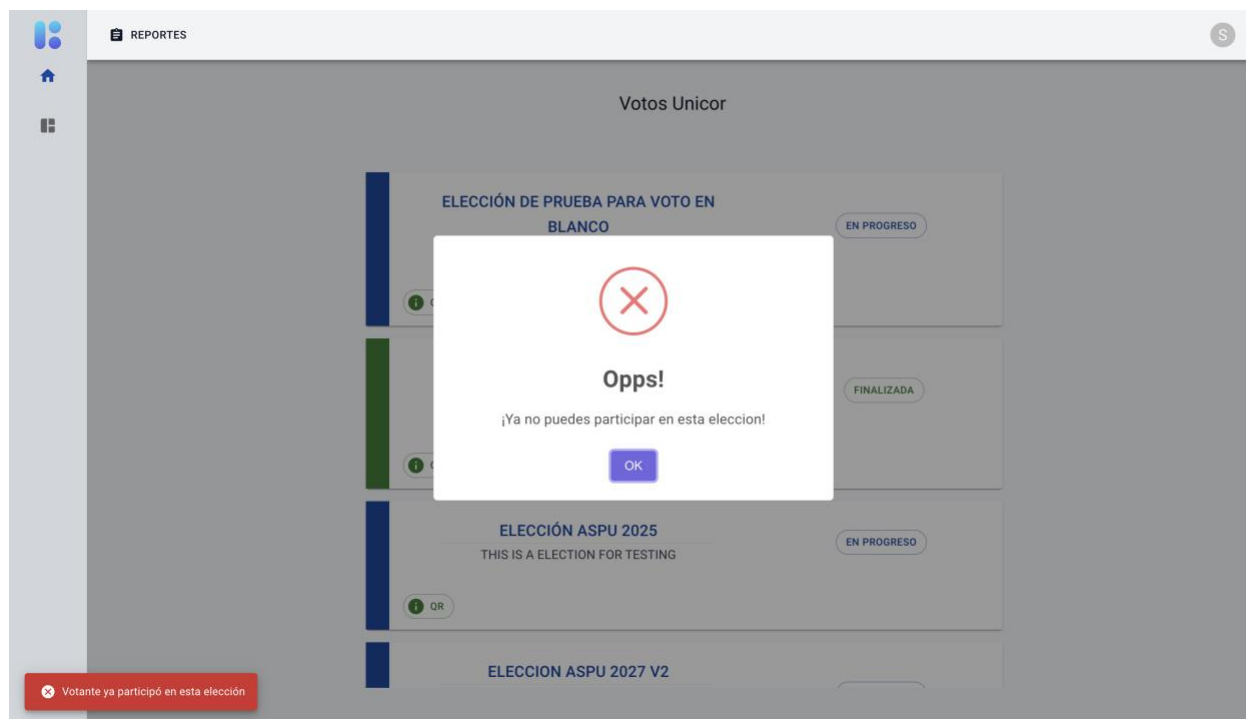 REPORTES
S
Votos Unicor
ELECCIÓN DE PRUEBA PARA VOTO EN
BLANCO
EN PROGRESO
Opps!
¡Ya no puedes participar en esta eleccion!
OK
FINALIZADA
ELECCIÓN ASPU 2025
THIS IS A ELECTION FOR TESTING
EN PROGRESO
QR
ELECCION ASPU 2027 V2
Votante ya participó en esta elección